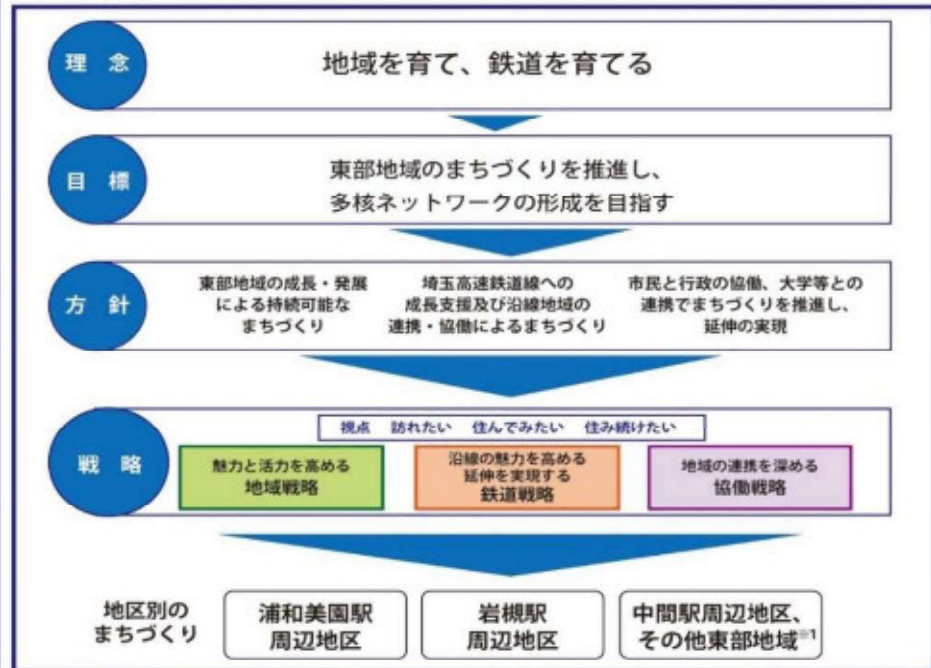 理 念
地域を育て、鉄道を育てる
目 標
東部地域のまちづくりを推進し、
多核ネットワークの形成を目指す
方 針
東部地域の成長・発展
による持続可能な
まちづくり
埼玉高速鉄道線への
成長支援及び沿線地域の
連携・協働によるまちづくり
市民と行政の協働、大学等との
連携でまちづくりを推進し、
延伸の実現
戦 略
視点 訪れたい 住んでみたい 住み続けたい
魅力と活力を高める
地域戦略
沿線の魅力を高める
延伸を実現する
鉄道戦略
地域の連携を深める
協働戦略
地区別の
まちづくり
浦和美園駅
周辺地区
岩槻駅
周辺地区
中間駅周辺地区、
その他東部地域※1